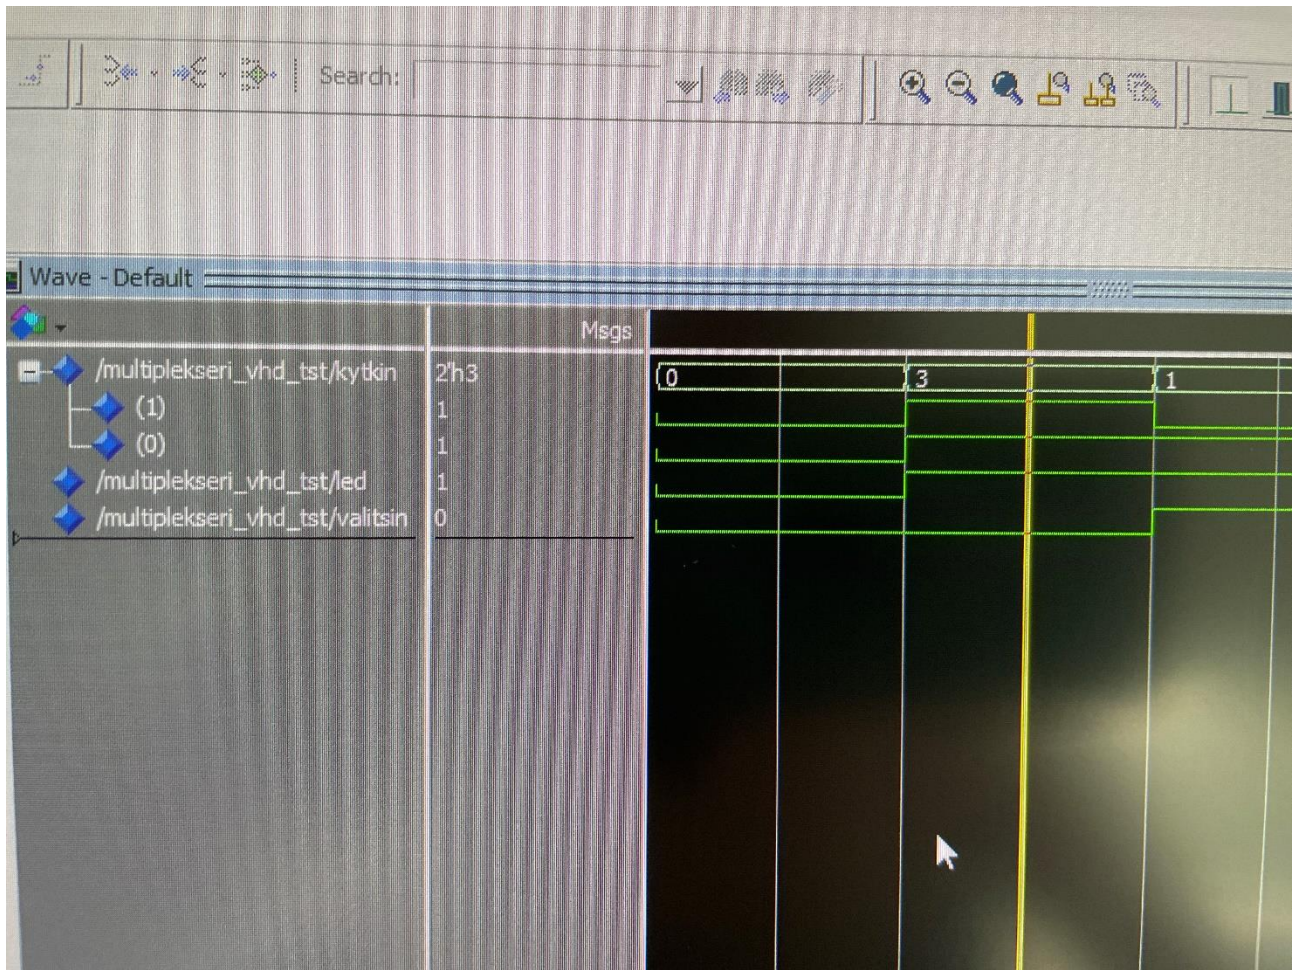 Search:
Wave - Default
Msgs
/multiplekseri_vhd_tst/kytkin 2'h3 0 3 1
(1) 1
(0) 1
/multiplekseri_vhd_tst/led 1
/multiplekseri_vhd_tst/valitsin 0